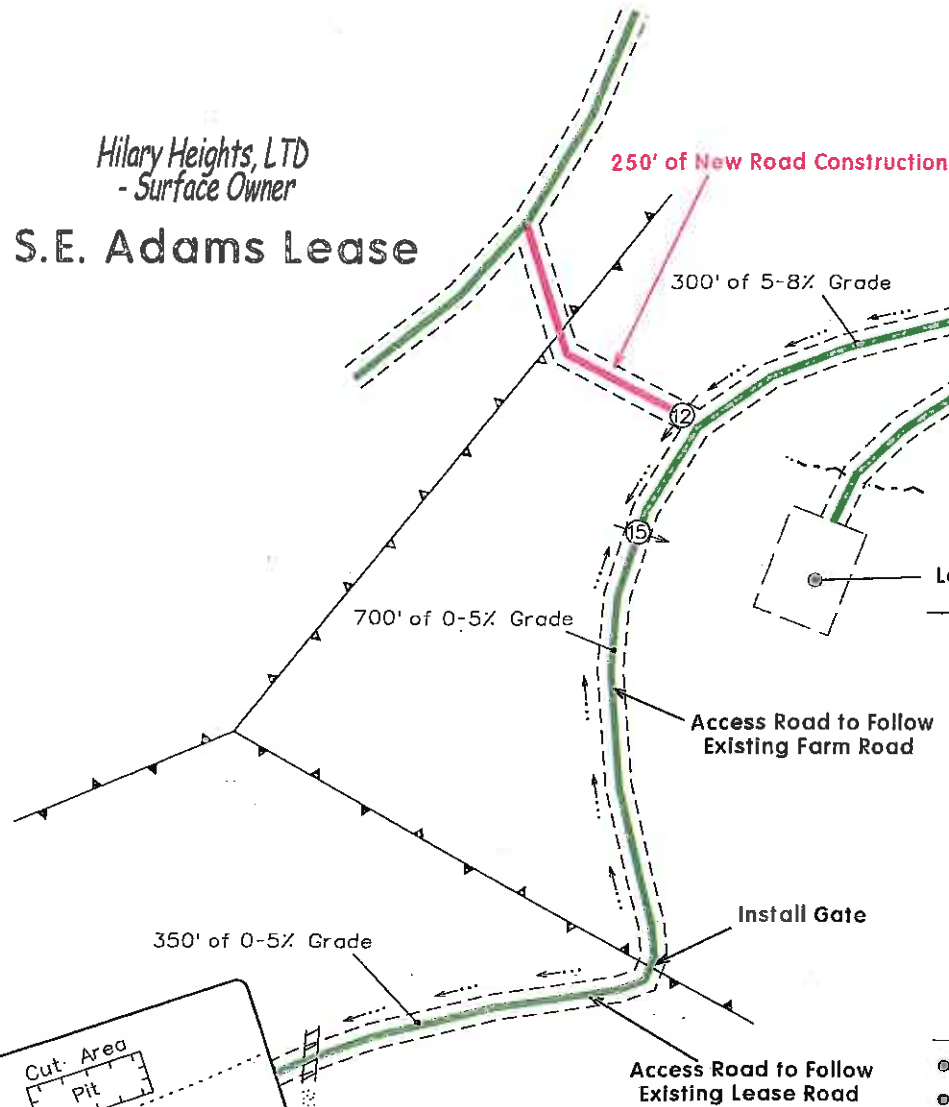 Hilary Heights, LTD
- Surface Owner
S.E. Adams Lease
250' of New Road Construction
300' of 5-8% Grade
12
15
700' of 0-5% Grade
Access Road to Follow
Existing Farm Road
Install Gate
350' of 0-5% Grade
Cut Area
Pit
Access Road to Follow
Existing Lease Road